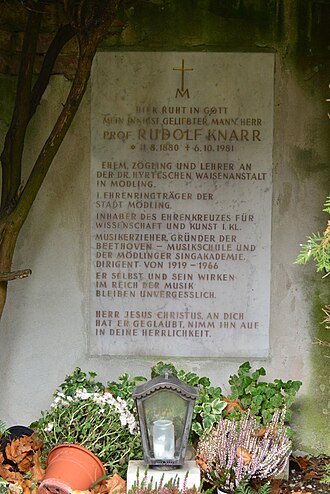 HIER RUHT IN GOTT
MEIN INNIGST GELIEBTER MANN, HERR
PROF. RUDOLF KNARR
* 11.8.1880 ✝ 6.10.1981
EHEM. ZÖGLING UND LEHRER AN
DER DR. HYRTL'SCHEN WAISENANSTALT
IN MÖDLING.
1. EHRENRINGTRÄGER DER
STADT MÖDLING.
INHABER DES EHRENKREUZES FÜR
WISSENSCHAFT UND KUNST I. KL.
MUSIKERZIEHER, GRÜNDER DER
BEETHOVEN – MUSIKSCHULE UND
DER MÖDLINGER SINGAKADEMIE.
DIRIGENT VON 1919 – 1966
ER SELBST UND SEIN WIRKEN
IM REICH DER MUSIK
BLEIBEN UNVERGESSLICH.
HERR JESUS CHRISTUS, AN DICH
HAT ER GEGLAUBT, NIMM IHN AUF
IN DEINE HERRLICHKEIT.